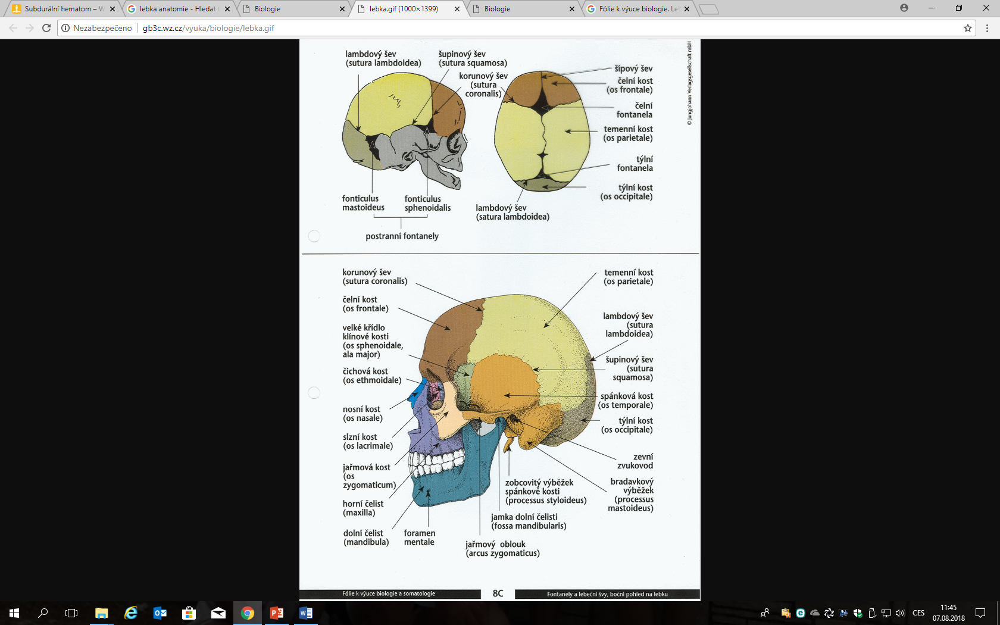 Subdurální hematom – W
lebka anatomie - Hledat
Biologie
lebka.gif (1000×1399)
Biologie
Fólie k výuce biologie. Le
Nezabezpečeno
gb3c.wz.cz/vyuka/biologie/lebka.gif
lambdový šev
(sutura lambdoidea)
šupinový šev
(sutura squamosa)
korunový šev
(sutura
coronalis)
šípový šev
čelní kost
(os frontale)
čelní
fontanela
temenní kost
(os parietale)
týlní
fontanela
týlní kost
(os occipitale)
© Jungjohann Verlagsgesellschaft mbH
fonticulus
mastoideus
fonticulus
sphenoidalis
postranní fontanely
lambdový šev
(satura lambdoidea)
korunový šev
(sutura coronalis)
čelní kost
(os frontale)
velké křídlo
klínové kosti
(os sphenoidale,
ala major)
čichová kost
(os ethmoidale)
nosní kost
(os nasale)
slzní kost
(os lacrimale)
jařmová kost
(os
zygomaticum)
horní čelist
(maxilla)
dolní čelist
(mandibula)
foramen
mentale
temenní kost
(os parietale)
lambdový šev
(sutura
lambdoidea)
šupinový šev
(sutura
squamosa)
spánková kost
(os temporale)
týlní kost
(os occipitale)
zevní
zvukovod
bradavkový
výběžek
(processus
mastoideus)
zobcovitý výběžek
spánkové kosti
(processus styloideus)
jamka dolní čelisti
(fossa mandibularis)
jařmový oblouk
(arcus zygomaticus)
Fólie k výuce biologie a somatologie
8C
Fontanely a lebeční švy, boční pohled na lebku
CES
11:45
07.08.2018